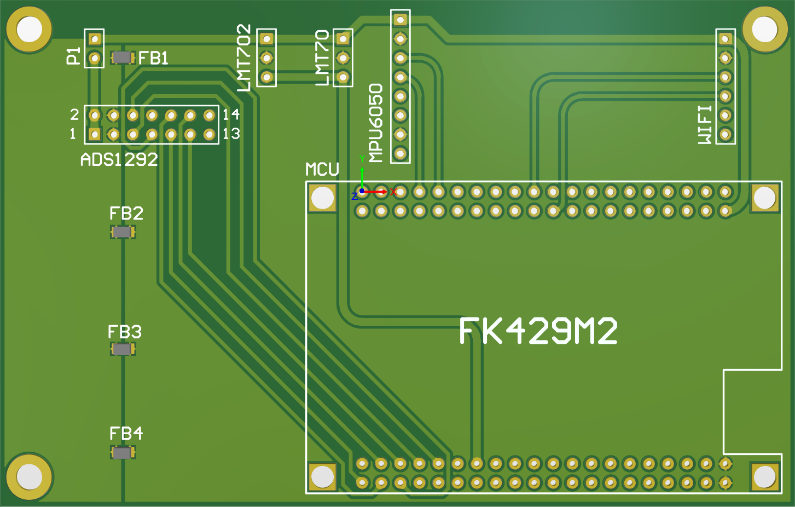 P1
FB1
LMT702
LMT70
MPU6050
WIFI
2
14
1
13
ADS1292
MCU
Y
X
Z
FB2
FK429M2
FB3
FB4